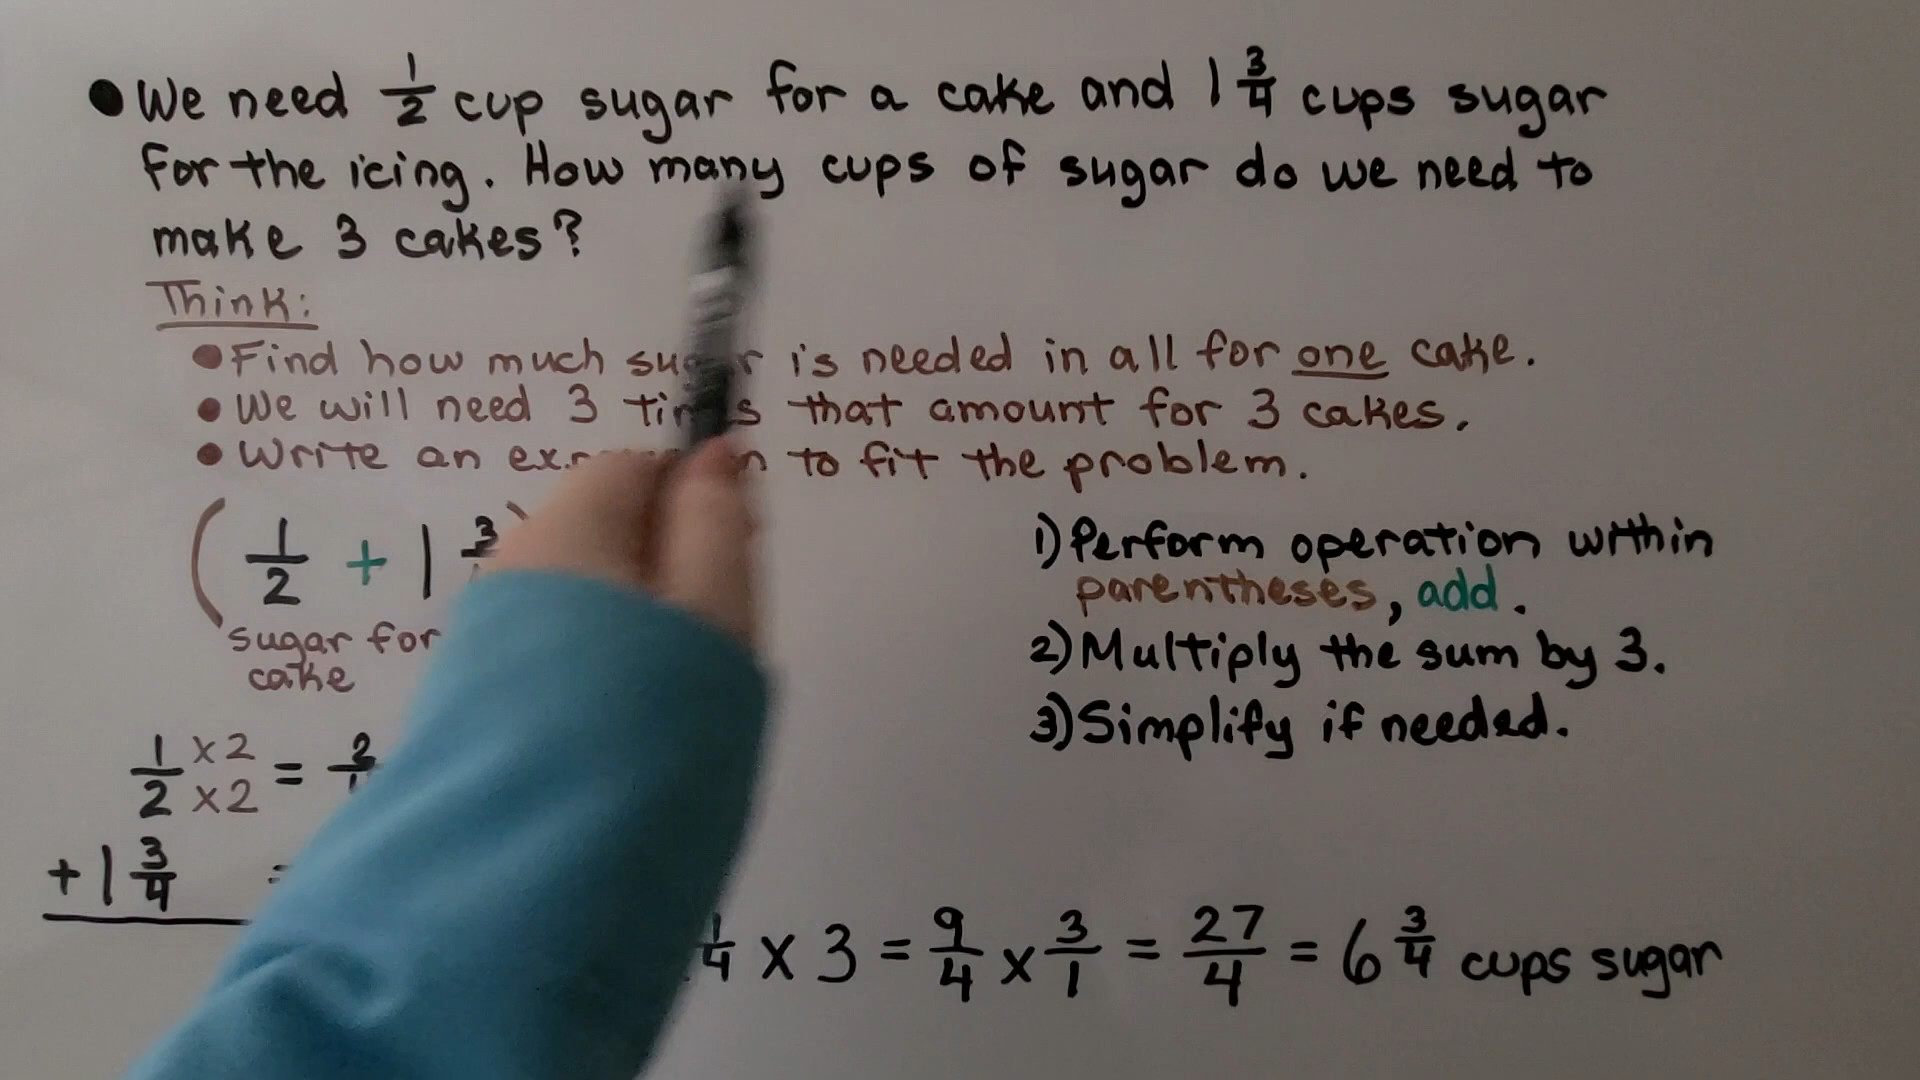 • We need 1/2 cup sugar for a cake and 1 3/4 cups sugar
for the icing. How many cups of sugar do we need to
make 3 cakes?
Think:
• Find how much is needed in all for one cake.
• We will need 3 that amount for 3 cakes.
• Write an to fit the problem.
( 1/2 + 1 3
sugar for
cake
1) Perform operation within
parentheses, add.
2) Multiply the sum by 3.
3) Simplify if needed.
1/2 x2 x2 = 2
+ 1 3/4 =
1/4 x 3 = 9/4 x 3/1 = 27/4 = 6 3/4 cups sugar